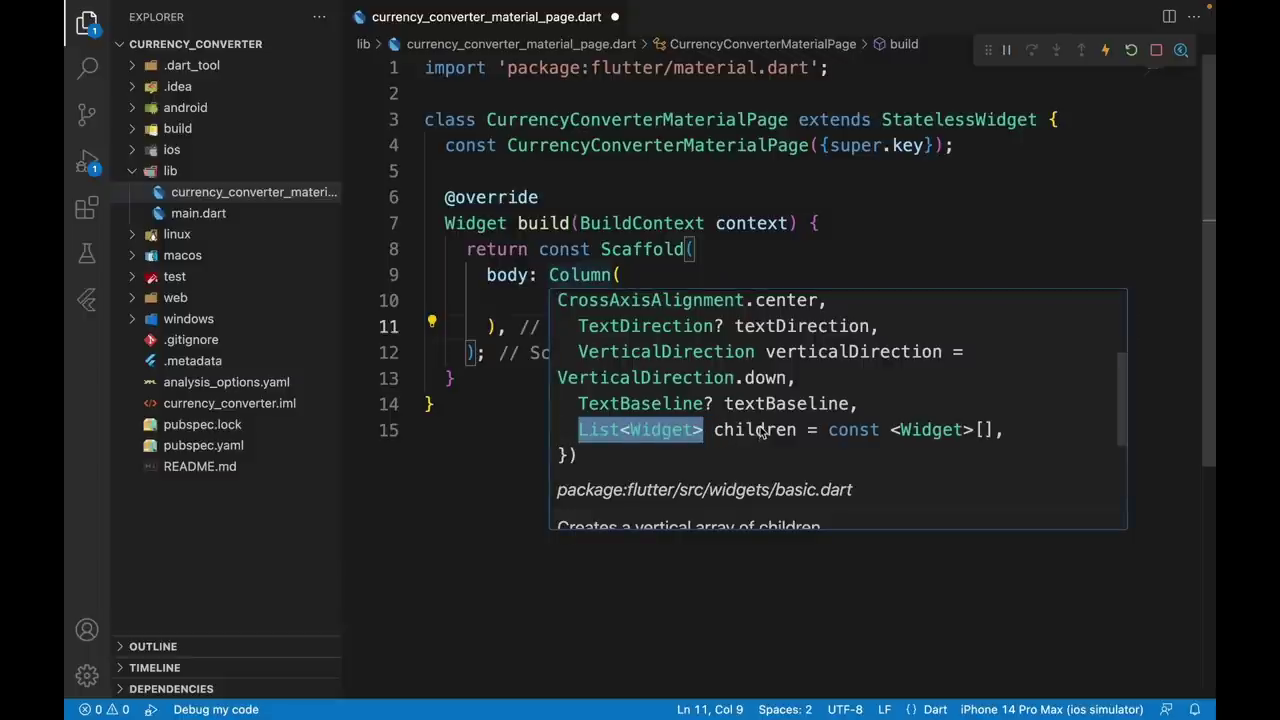 EXPLORER
CURRENCY_CONVERTER
.dart_tool
.idea
android
build
ios
lib
currency_converter_materi...
main.dart
linux
macos
test
web
windows
.gitignore
.metadata
analysis_options.yaml
currency_converter.iml
pubspec.lock
pubspec.yaml
README.md
OUTLINE
TIMELINE
DEPENDENCIES
1
1
currency_converter_material_page.dart
lib > currency_converter_material_page.dart > CurrencyConverterMaterialPage > build
1 import 'package:flutter/material.dart';
2
3 class CurrencyConverterMaterialPage extends StatelessWidget {
4 const CurrencyConverterMaterialPage({super.key});
5
6 @override
7 Widget build(BuildContext context) {
8 return const Scaffold(
9 body: Column(
10
11 ), //
12 ); // Sc
13 }
14 }
15
CrossAxisAlignment.center,
TextDirection? textDirection,
VerticalDirection verticalDirection =
VerticalDirection.down,
TextBaseline? textBaseline,
List<Widget> children = const <Widget>[],
})
package:flutter/src/widgets/basic.dart
Creates a vertical array of children
0 0 Debug my code Ln 11, Col 9 Spaces: 2 UTF-8 LF {} Dart iPhone 14 Pro Max (ios simulator)